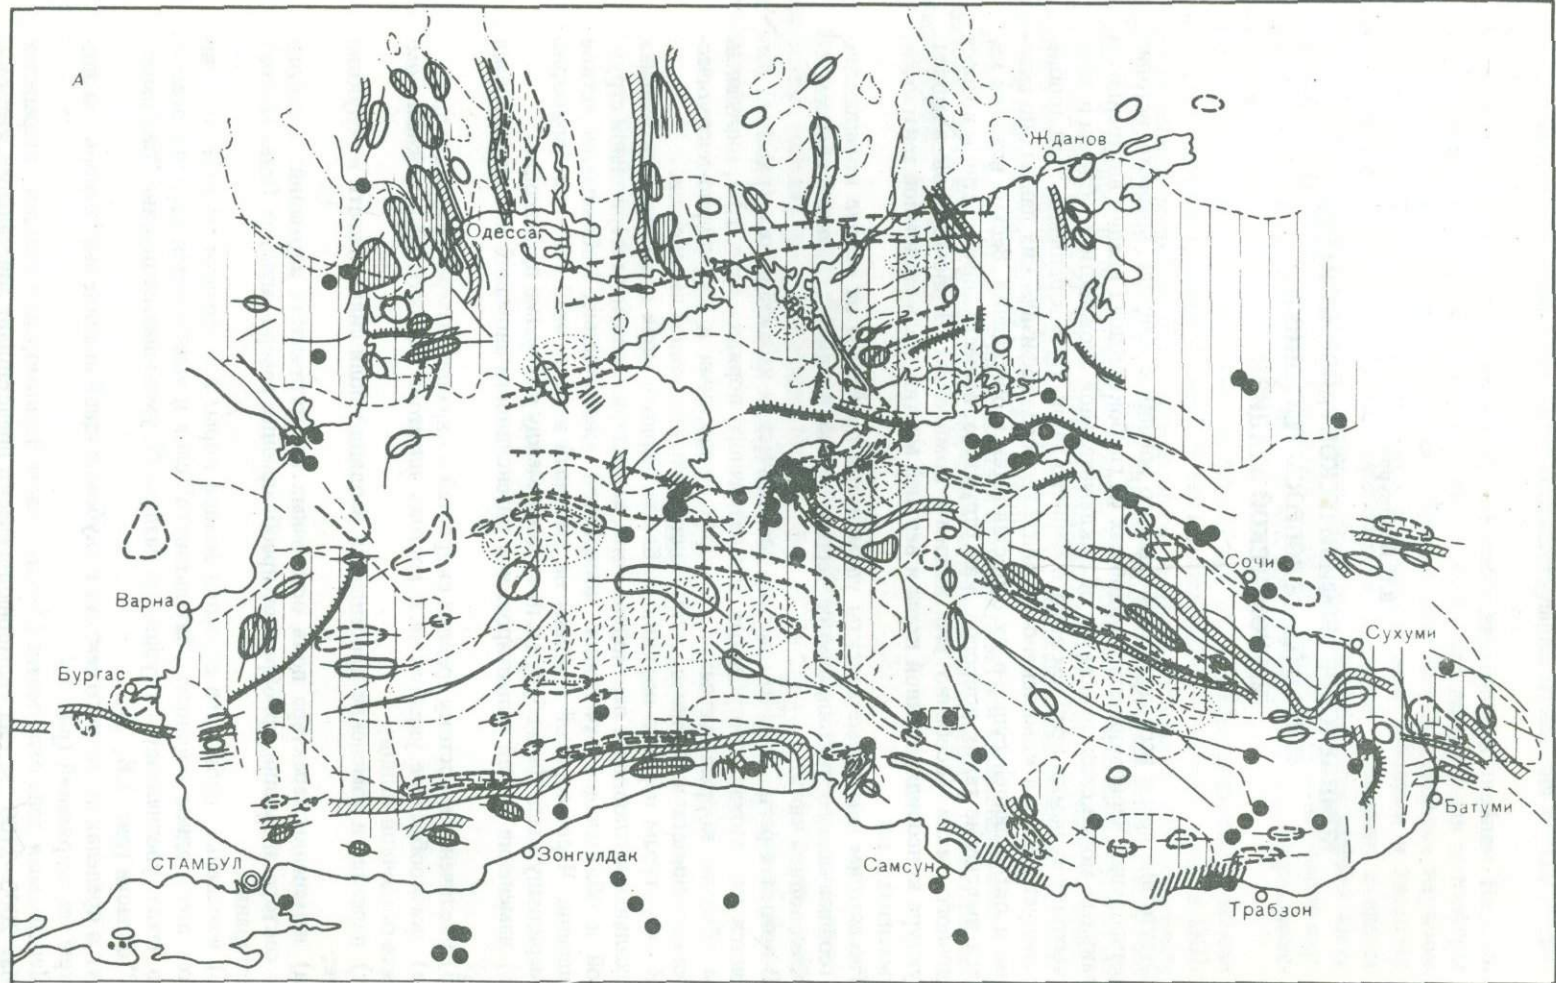 А
Жданов
Одесса
Сочи
Варна
Сухуми
Бургас
Батуми
СТАМБУЛ
Зонгулдак
Самсун
Трабзон